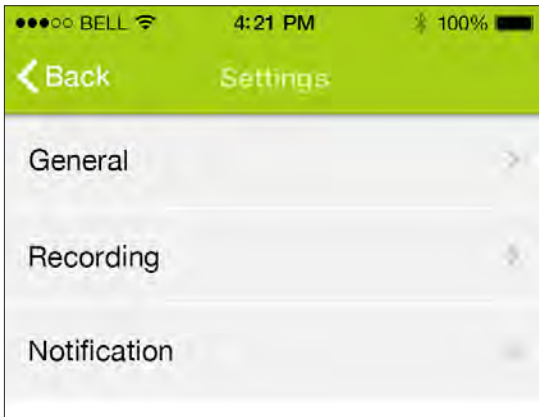 BELL 4:21 PM 100%
Back Settings
General
Recording
Notification